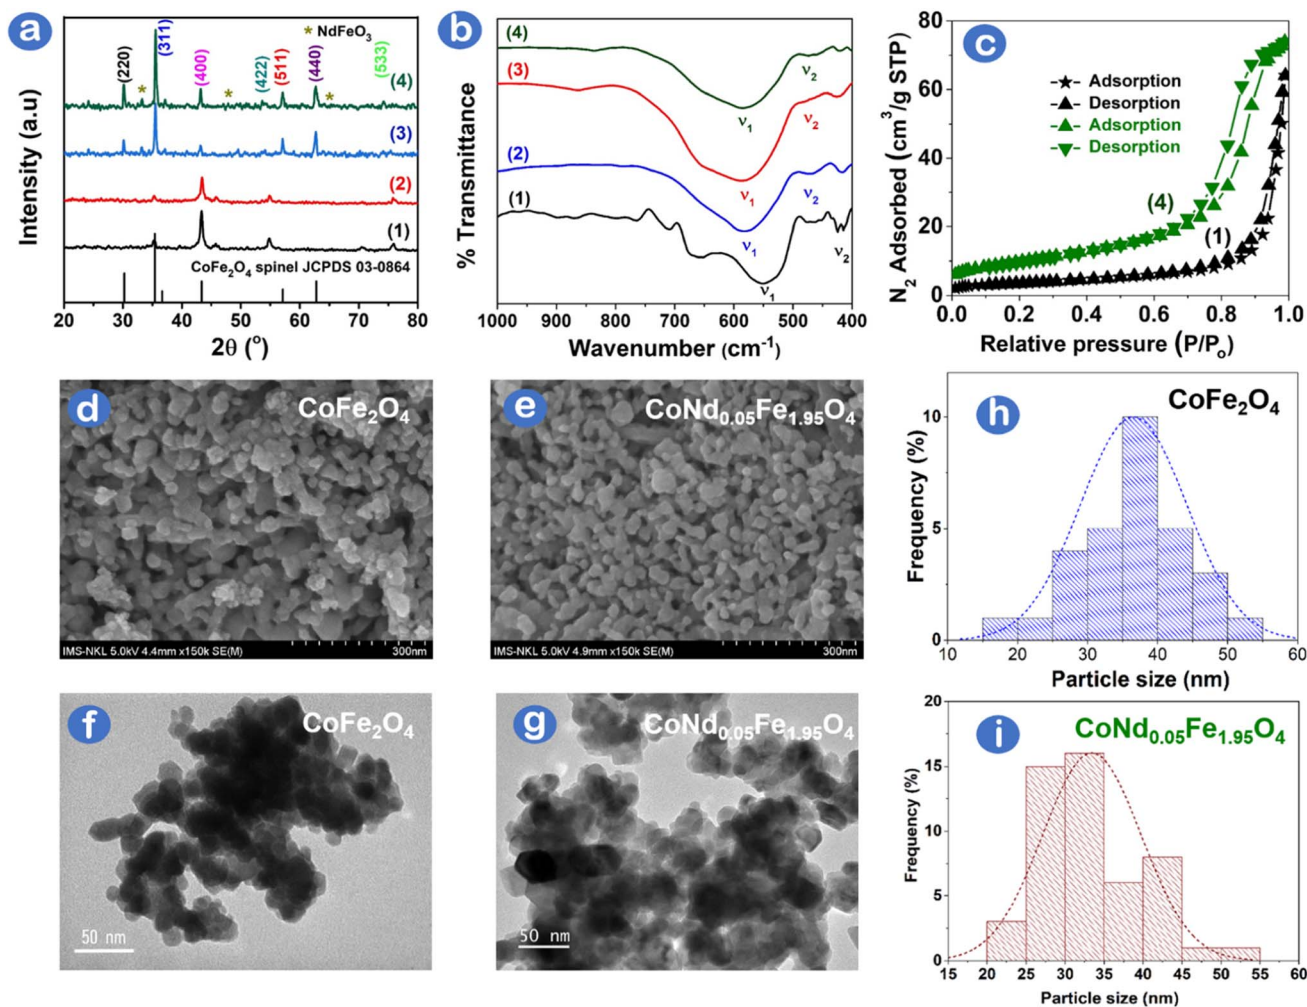 a
Intensity (a.u)
* NdFeO₃
(220)
(311)
(400)
(422)
(511)
(440)
(533)
(4)
(3)
(2)
(1)
CoFe₂O₄ spinel JCPDS 03-0864
20 30 40 50 60 70 80
2θ (°)
b
% Transmittance
(4)
ν₂
ν₁
(3)
ν₂
ν₁
(2)
ν₂
ν₁
(1)
ν₂
ν₁
1000 900 800 700 600 500 400
Wavenumber (cm⁻¹)
c
N₂ Adsorbed (cm³/g STP)
80
60
40
20
0
Adsorption
Desorption
Adsorption
Desorption
(4)
(1)
0.0 0.2 0.4 0.6 0.8 1.0
Relative pressure (P/Pₒ)
d
CoFe₂O₄
IMS-NKL 5.0kV 4.4mm x150k SE(M)
300nm
e
CoNd₀.₀₅Fe₁.₉₅O₄
IMS-NKL 5.0kV 4.9mm x150k SE(M)
300nm
h
CoFe₂O₄
Frequency (%)
10
5
0
10 20 30 40 50 60
Particle size (nm)
f
CoFe₂O₄
50 nm
g
CoNd₀.₀₅Fe₁.₉₅O₄
50 nm
i
CoNd₀.₀₅Fe₁.₉₅O₄
Frequency (%)
20
15
10
5
0
15 20 25 30 35 40 45 50 55 60
Particle size (nm)